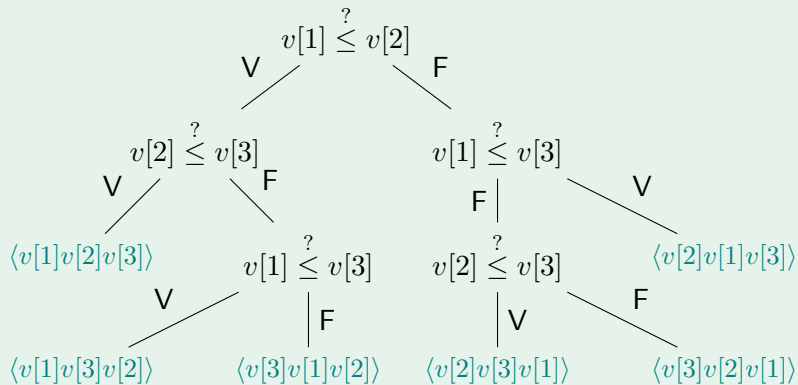 v[1] ≤? v[2]
V F
v[2] ≤? v[3] v[1] ≤? v[3]
V F F V
⟨v[1]v[2]v[3]⟩ v[1] ≤? v[3] v[2] ≤? v[3] ⟨v[2]v[1]v[3]⟩
V F V F
⟨v[1]v[3]v[2]⟩ ⟨v[3]v[1]v[2]⟩ ⟨v[2]v[3]v[1]⟩ ⟨v[3]v[2]v[1]⟩